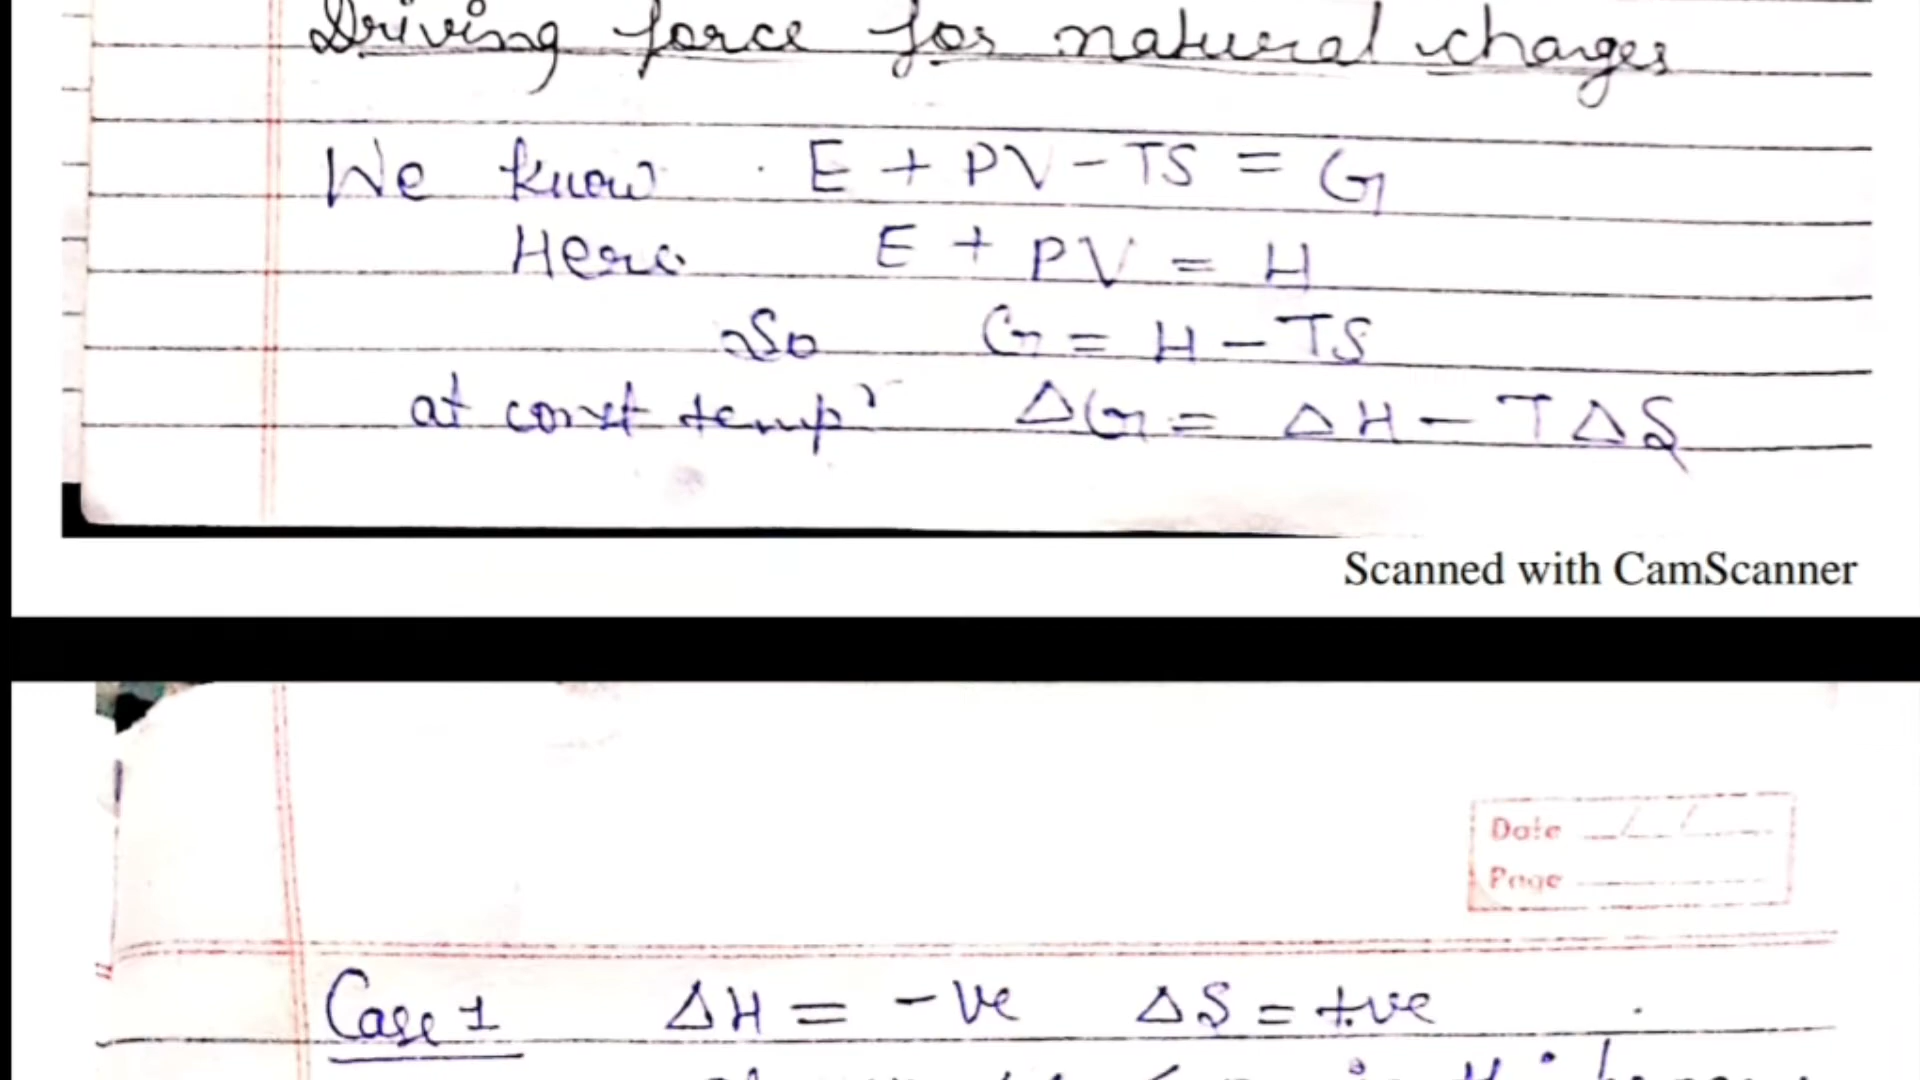 Driving force for natural changes
We know . E + PV - TS = G
Here E + PV = H
So G = H - TS
at const tempr ΔG = ΔH - TΔS
Scanned with CamScanner
Date
Page
Case 1 ΔH = -ve ΔS = +ve